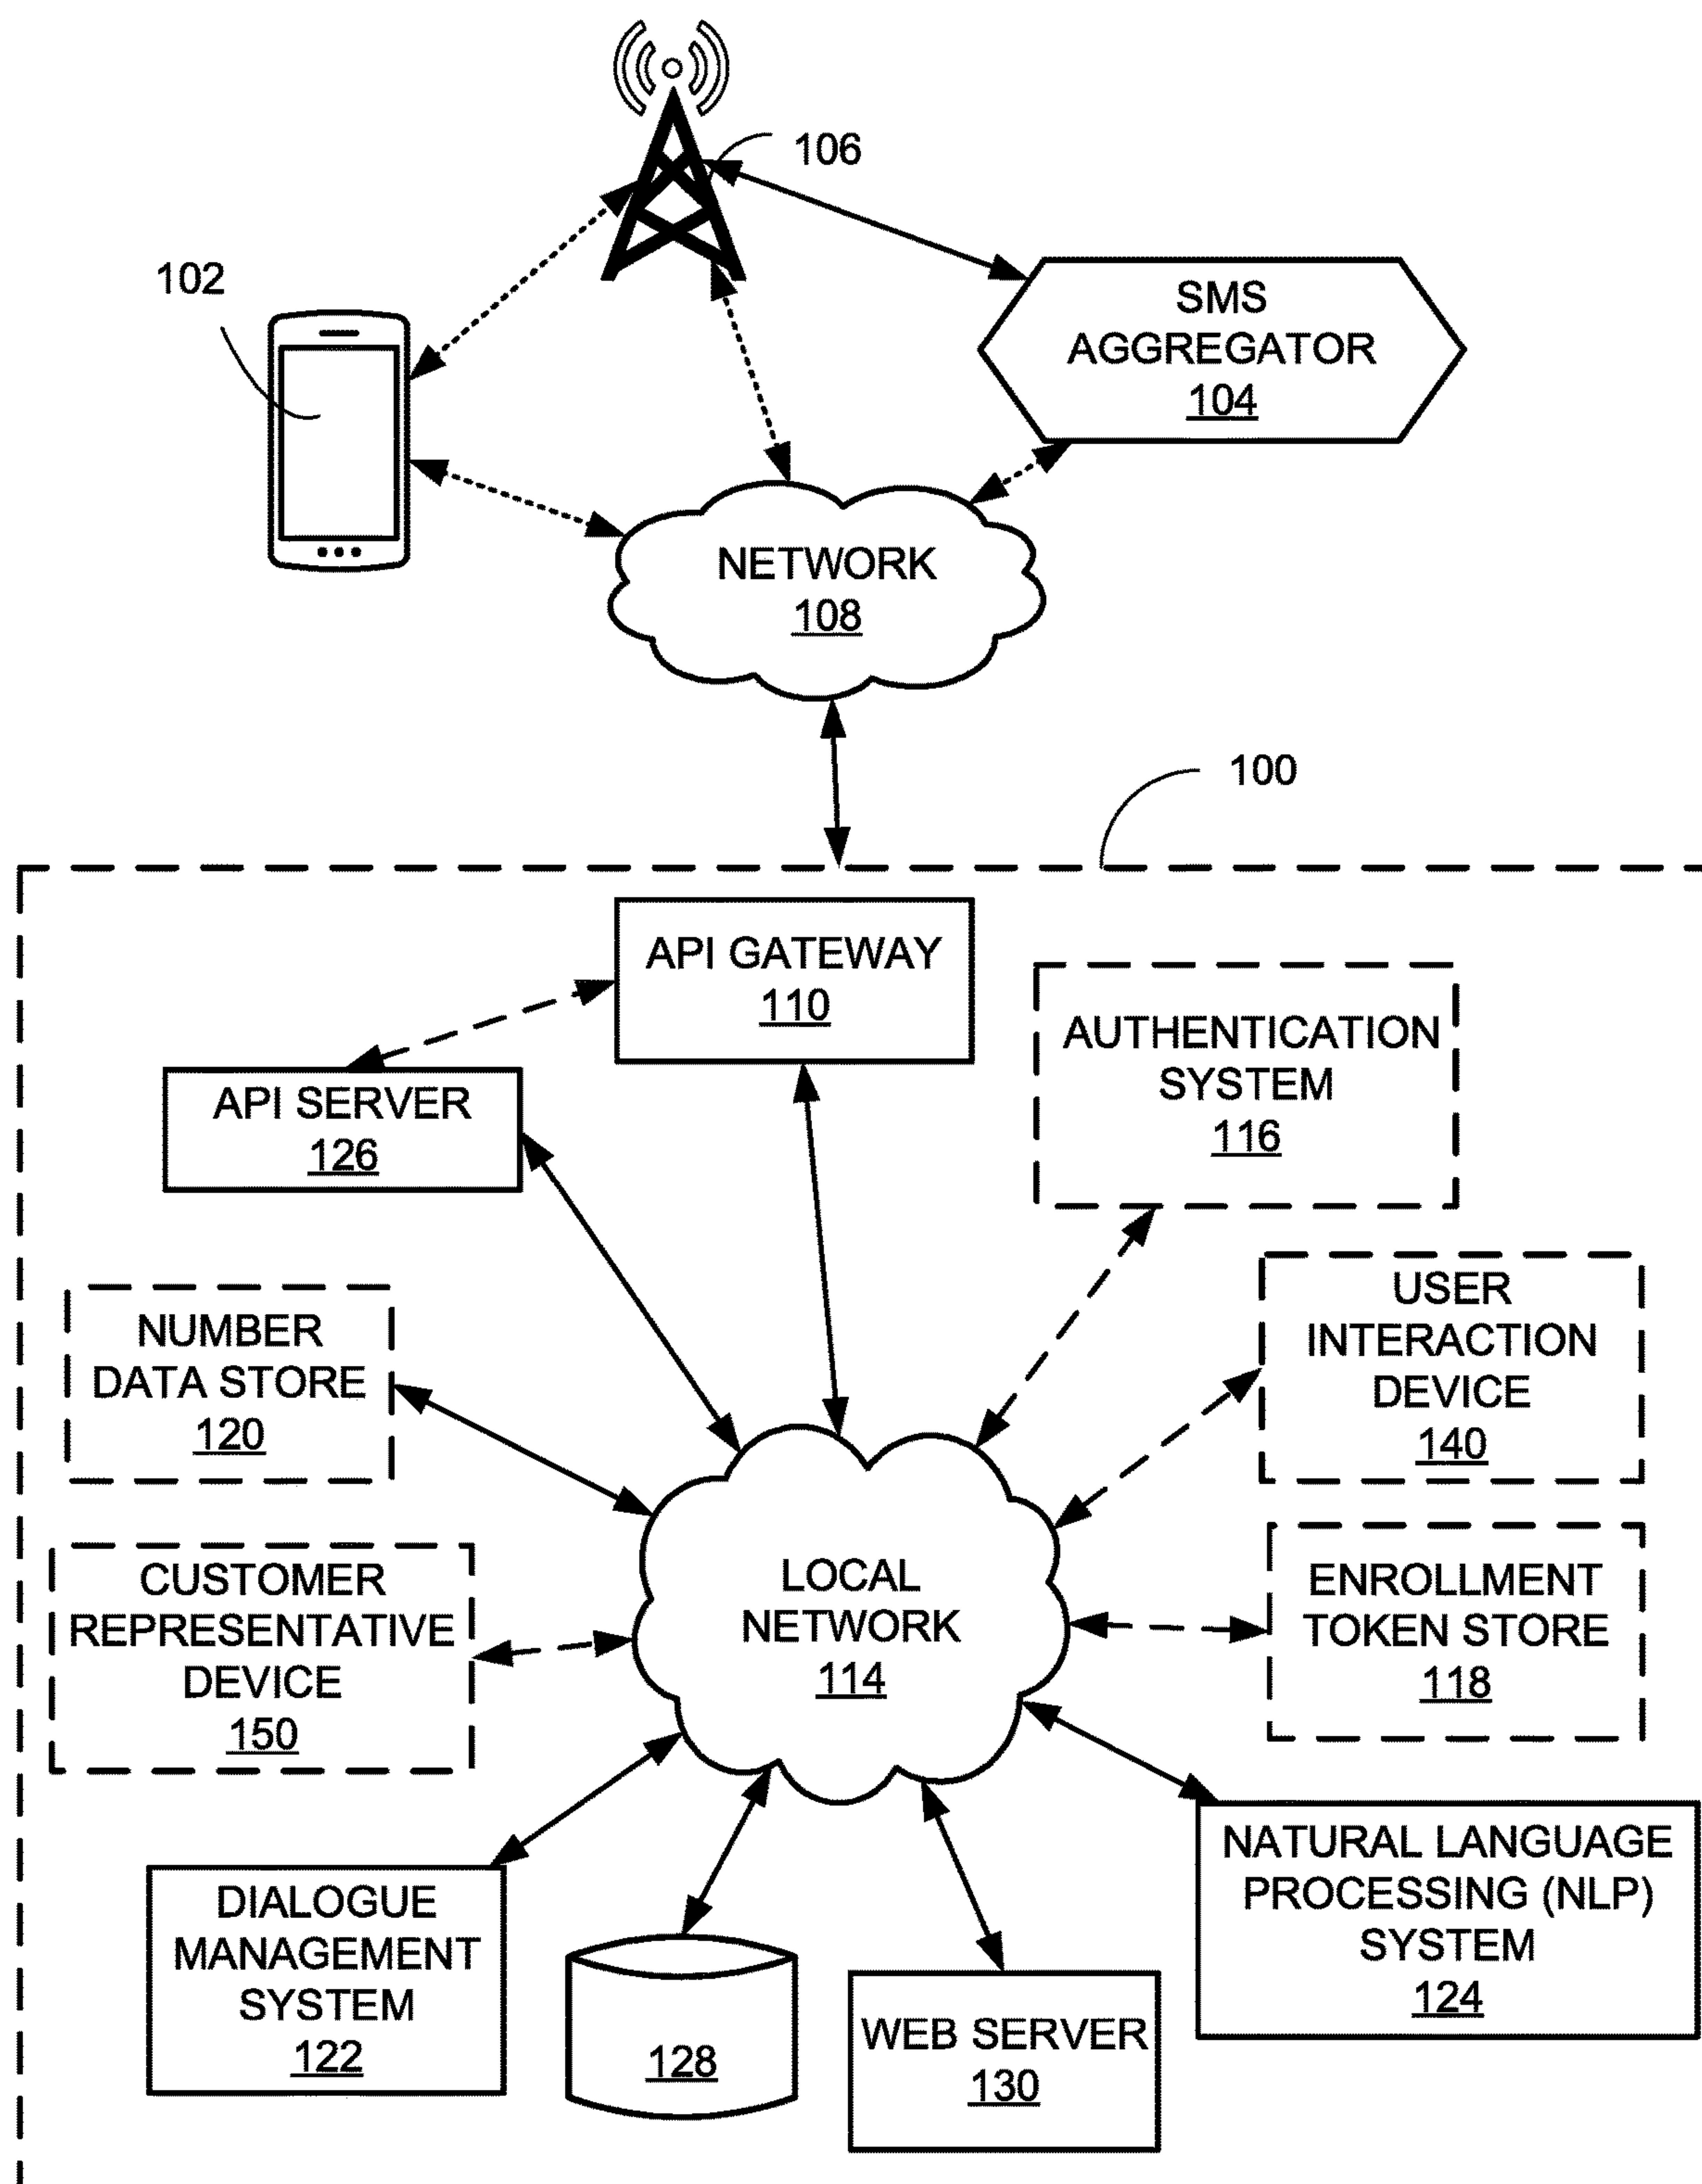 106
102
SMS
AGGREGATOR
104
NETWORK
108
100
API GATEWAY
110
AUTHENTICATION
SYSTEM
116
API SERVER
126
USER
INTERACTION
DEVICE
140
NUMBER
DATA STORE
120
ENROLLMENT
TOKEN STORE
118
CUSTOMER
REPRESENTATIVE
DEVICE
150
LOCAL
NETWORK
114
NATURAL LANGUAGE
PROCESSING (NLP)
SYSTEM
124
DIALOGUE
MANAGEMENT
SYSTEM
122
128
WEB SERVER
130